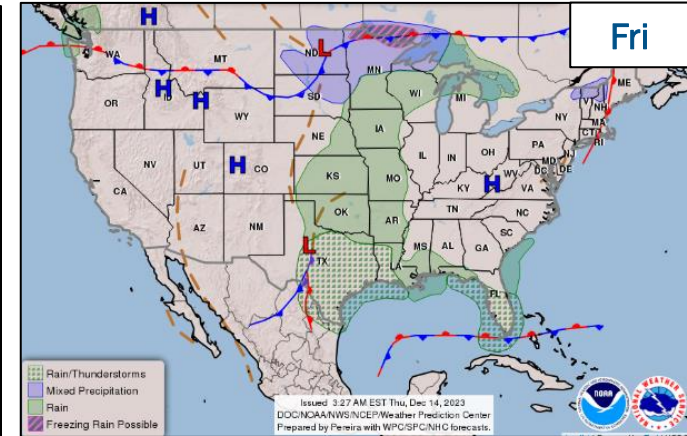 Fri
H
WA
MT
ND
L
MN
ME
OR
ID
H
H
SD
WI
MI
VT
NH
WY
NY
MA
CT
RI
NE
IA
PA
NJ
NV
UT
H
CO
IL
IN
OH
MD
DE
DC
CA
KS
MO
KY
H
WV
VA
AZ
NM
OK
AR
TN
NC
SC
L
TX
LA
MS
AL
GA
FL
Rain/Thunderstorms
Mixed Precipitation
Rain
Freezing Rain Possible
Issued 3:27 AM EST Thu, Dec 14, 2023
DOC/NOAA/NWS/NCEP/Weather Prediction Center
Prepared by Pereira with WPC/SPC/NHC forecasts.
NOAA
NATIONAL WEATHER SERVICE